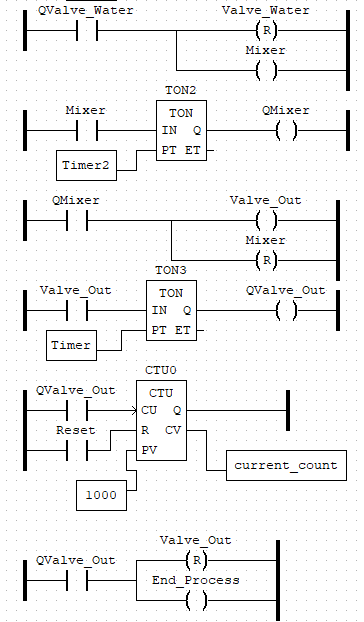 QValve_Water Valve_Water
(R)
Mixer
( )
TON2
Mixer TON QMixer
IN Q ( )
PT ET
Timer2
QMixer Valve_Out
( )
Mixer
(R)
TON3
Valve_Out TON QValve_Out
IN Q ( )
PT ET
Timer
CTU0
QValve_Out CTU
CU Q
Reset R CV
PV
current_count
1000
Valve_Out
QValve_Out (R)
End_Process
( )